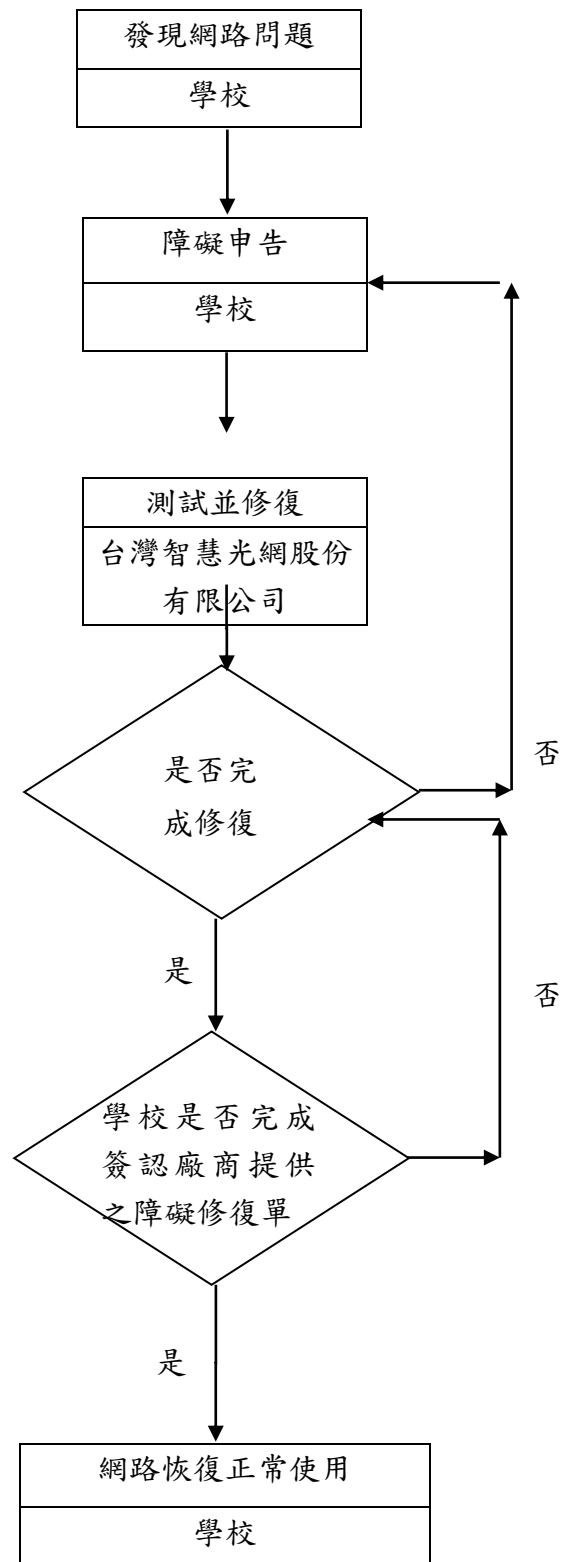 發現網路問題
學校
障礙申告
學校
測試並修復
台灣智慧光網股份
有限公司
是否完
成修復
否
是
否
學校是否完成
簽認廠商提供
之障礙修復單
是
網路恢復正常使用
學校